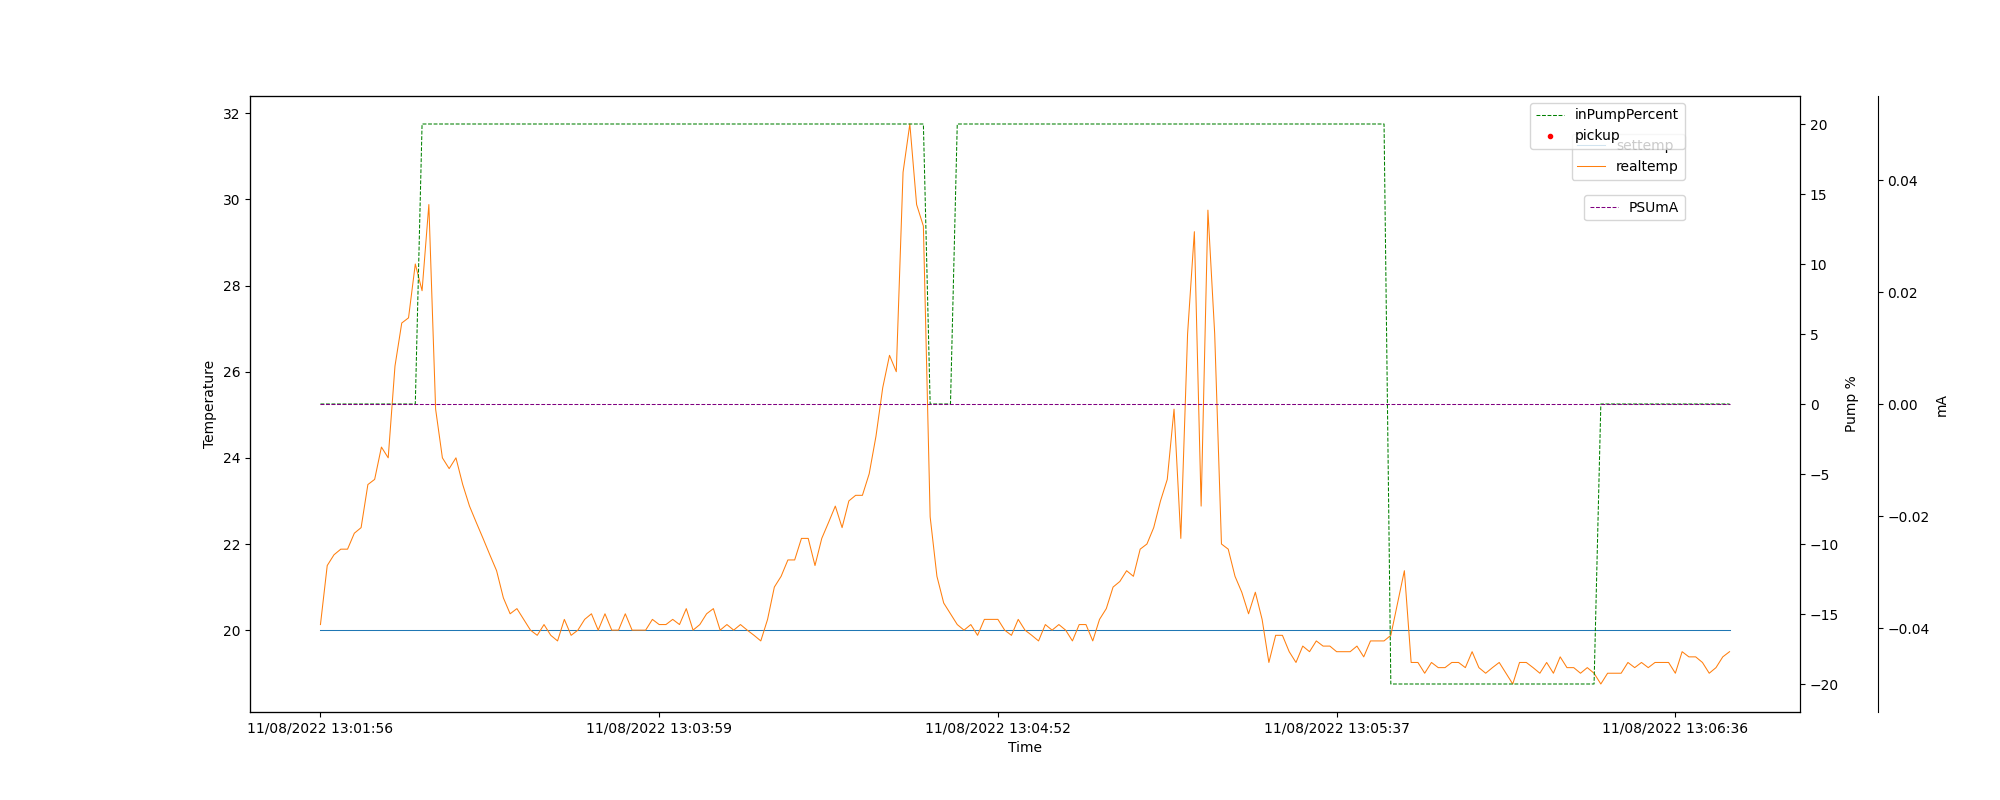 32
30
28
26
24
22
20
Temperature
11/08/2022 13:01:56
11/08/2022 13:03:59
11/08/2022 13:04:52
11/08/2022 13:05:37
11/08/2022 13:06:36
Time
inPumpPercent
pickup
settemp
realtemp
PSUmA
20
15
10
5
0
−5
−10
−15
−20
Pump %
0.04
0.02
0.00
−0.02
−0.04
mA